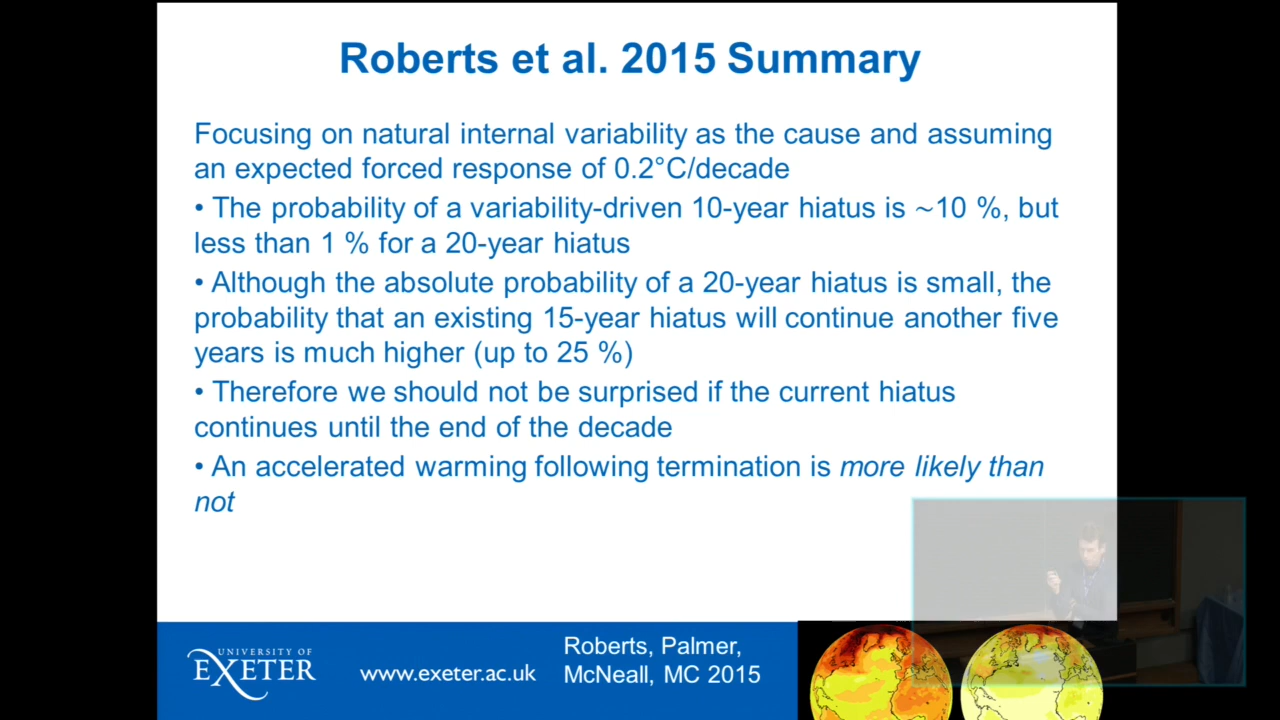 Roberts et al. 2015 Summary
Focusing on natural internal variability as the cause and assuming
an expected forced response of 0.2°C/decade
• The probability of a variability-driven 10-year hiatus is ~10 %, but
less than 1 % for a 20-year hiatus
• Although the absolute probability of a 20-year hiatus is small, the
probability that an existing 15-year hiatus will continue another five
years is much higher (up to 25 %)
• Therefore we should not be surprised if the current hiatus
continues until the end of the decade
• An accelerated warming following termination is more likely than
not
UNIVERSITY OF
EXETER
www.exeter.ac.uk
Roberts, Palmer,
McNeall, MC 2015